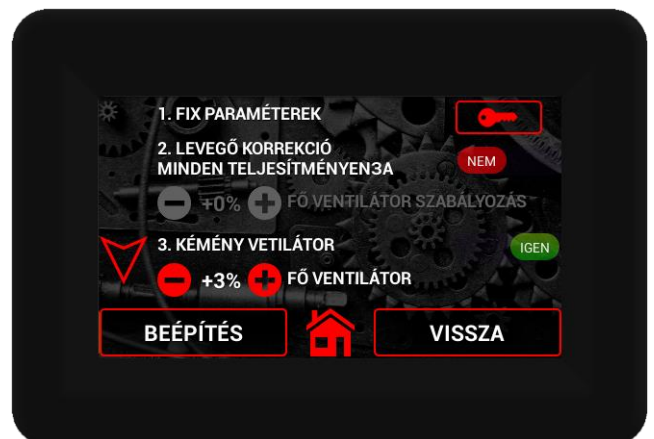 1. FIX PARAMÉTEREK
2. LEVEGŐ KORREKCIÓ
MINDEN TELJESÍTMÉNYEN3A
NEM
+0% FŐ VENTILÁTOR SZABÁLYOZÁS
3. KÉMÉNY VETILÁTOR
IGEN
+3% FŐ VENTILÁTOR
BEÉPÍTÉS
VISSZA